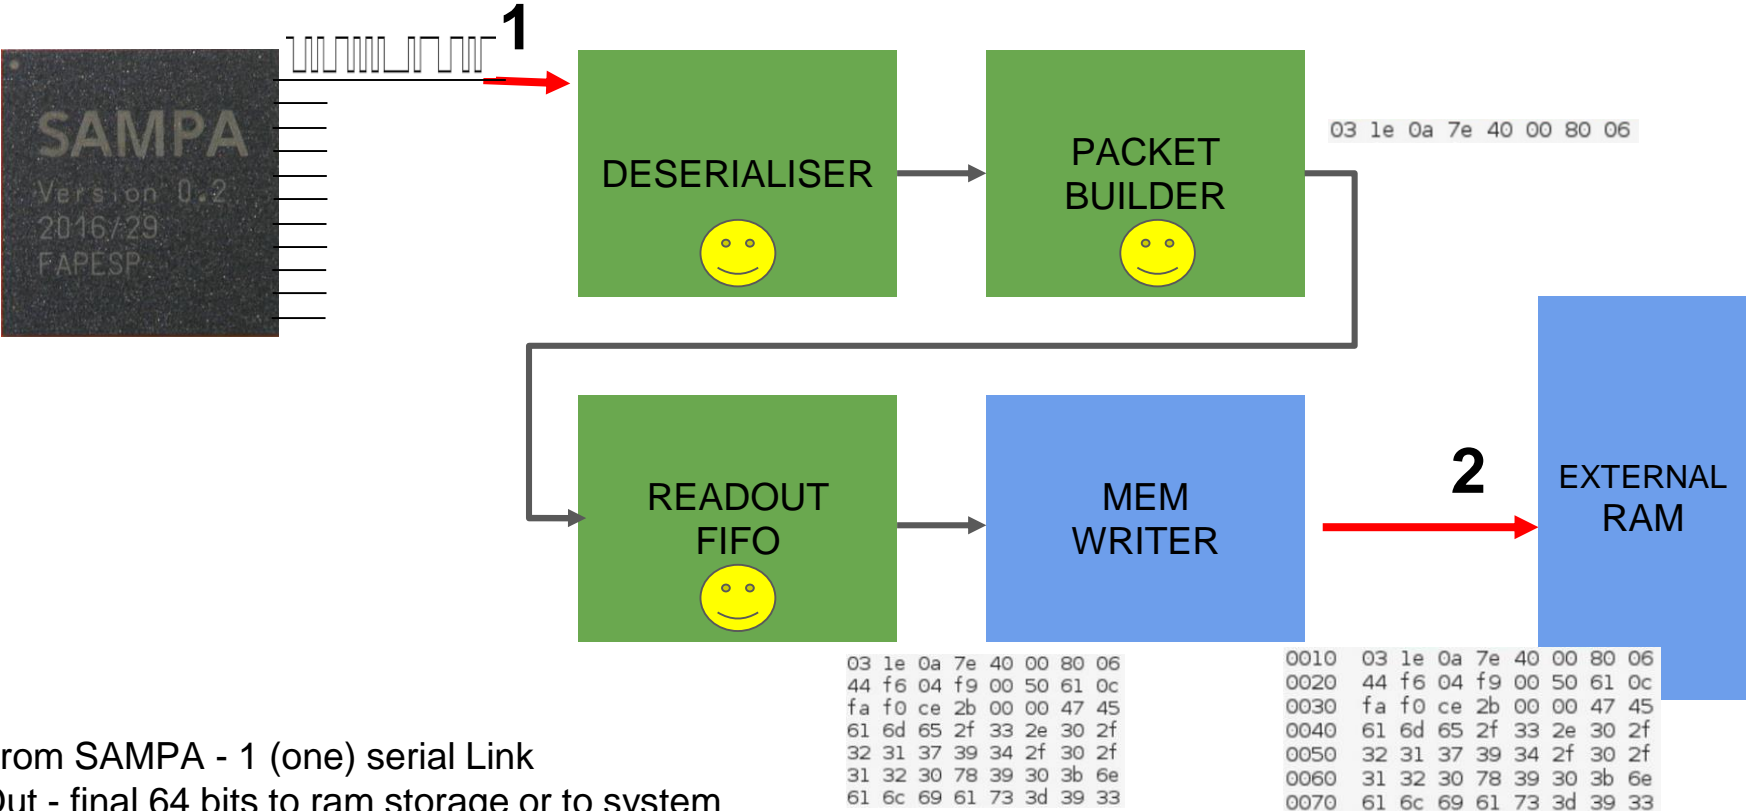 1
SAMPA
Version 0.2
2016/29
FAPESP
DESERIALISER
PACKET
BUILDER
03 1e 0a 7e 40 00 80 06
READOUT
FIFO
MEM
WRITER
2
EXTERNAL
RAM
03 1e 0a 7e 40 00 80 06
44 f6 04 f9 00 50 61 0c
fa f0 ce 2b 00 00 47 45
61 6d 65 2f 33 2e 30 2f
32 31 37 39 34 2f 30 2f
31 32 30 78 39 30 3b 6e
61 6c 69 61 73 3d 39 33
0010 03 1e 0a 7e 40 00 80 06
0020 44 f6 04 f9 00 50 61 0c
0030 fa f0 ce 2b 00 00 47 45
0040 61 6d 65 2f 33 2e 30 2f
0050 32 31 37 39 34 2f 30 2f
0060 31 32 30 78 39 30 3b 6e
0070 61 6c 69 61 73 3d 39 33
rom SAMPA - 1 (one) serial Link
Out - final 64 bits to ram storage or to system